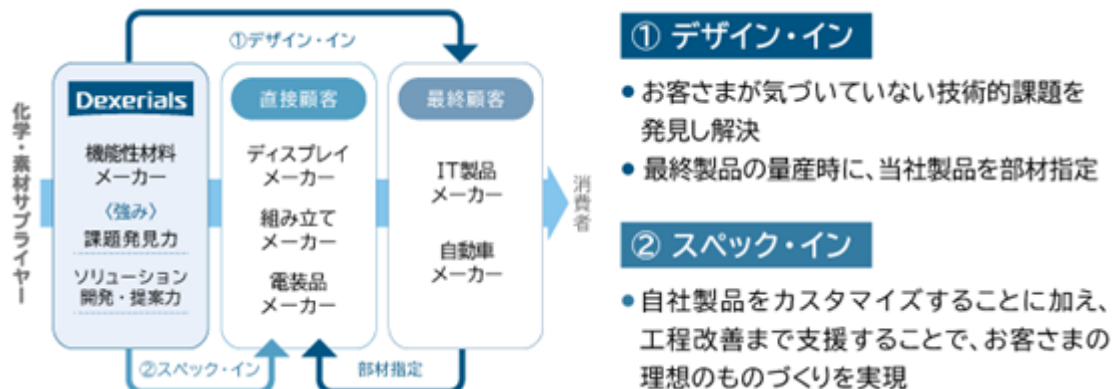 ①デザイン・イン
化学・素材サプライヤー
Dexerials
機能性材料
メーカー
〈強み〉
課題発見力
ソリューション
開発・提案力
直接顧客
ディスプレイ
メーカー
組み立て
メーカー
電装品
メーカー
最終顧客
IT製品
メーカー
自動車
メーカー
消費者
②スペック・イン
部材指定
① デザイン・イン
• お客さまが気づいていない技術的課題を
発見し解決
• 最終製品の量産時に、当社製品を部材指定
② スペック・イン
• 自社製品をカスタマイズすることに加え、
工程改善まで支援することで、お客さまの
理想のものづくりを実現